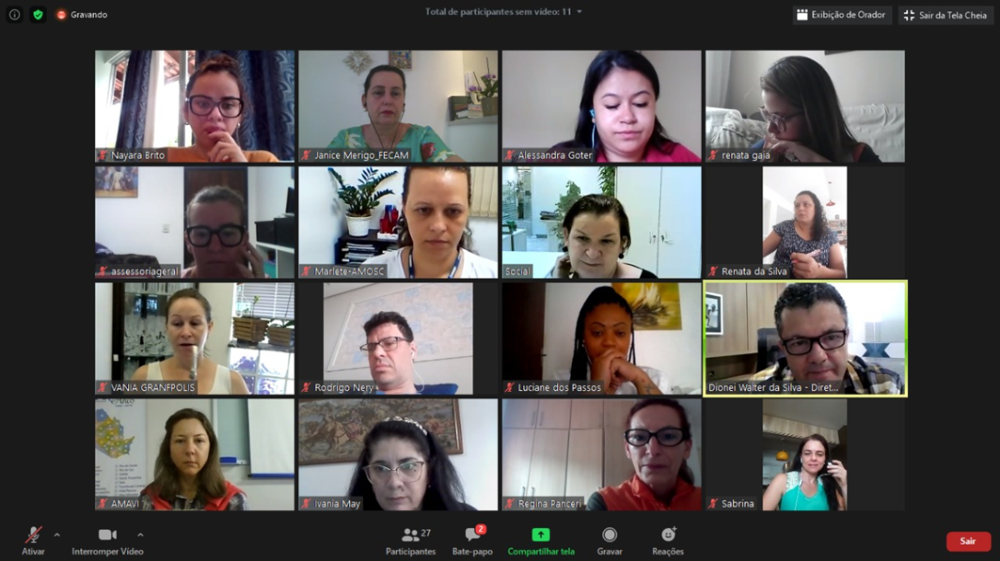 Gravando
Total de participantes sem vídeo: 11
Exibição de Orador
Sair da Tela Cheia
Nayara Brito
Janice Merigo_FECAM
Alessandra Goter
renata gaja
assessoriageral
Marlete-AMOSC
Social
Renata da Silva
VANIA GRANFPOLIS
Rodrigo Nery
Luciane dos Passos
Dionei Walter da Silva - Diret...
AMAVI
Ivania May
Regina Panceri
Sabrina
Ativar
Interromper Vídeo
27
Participantes
2
Bate-papo
Compartilhar tela
Gravar
Reações
Sair